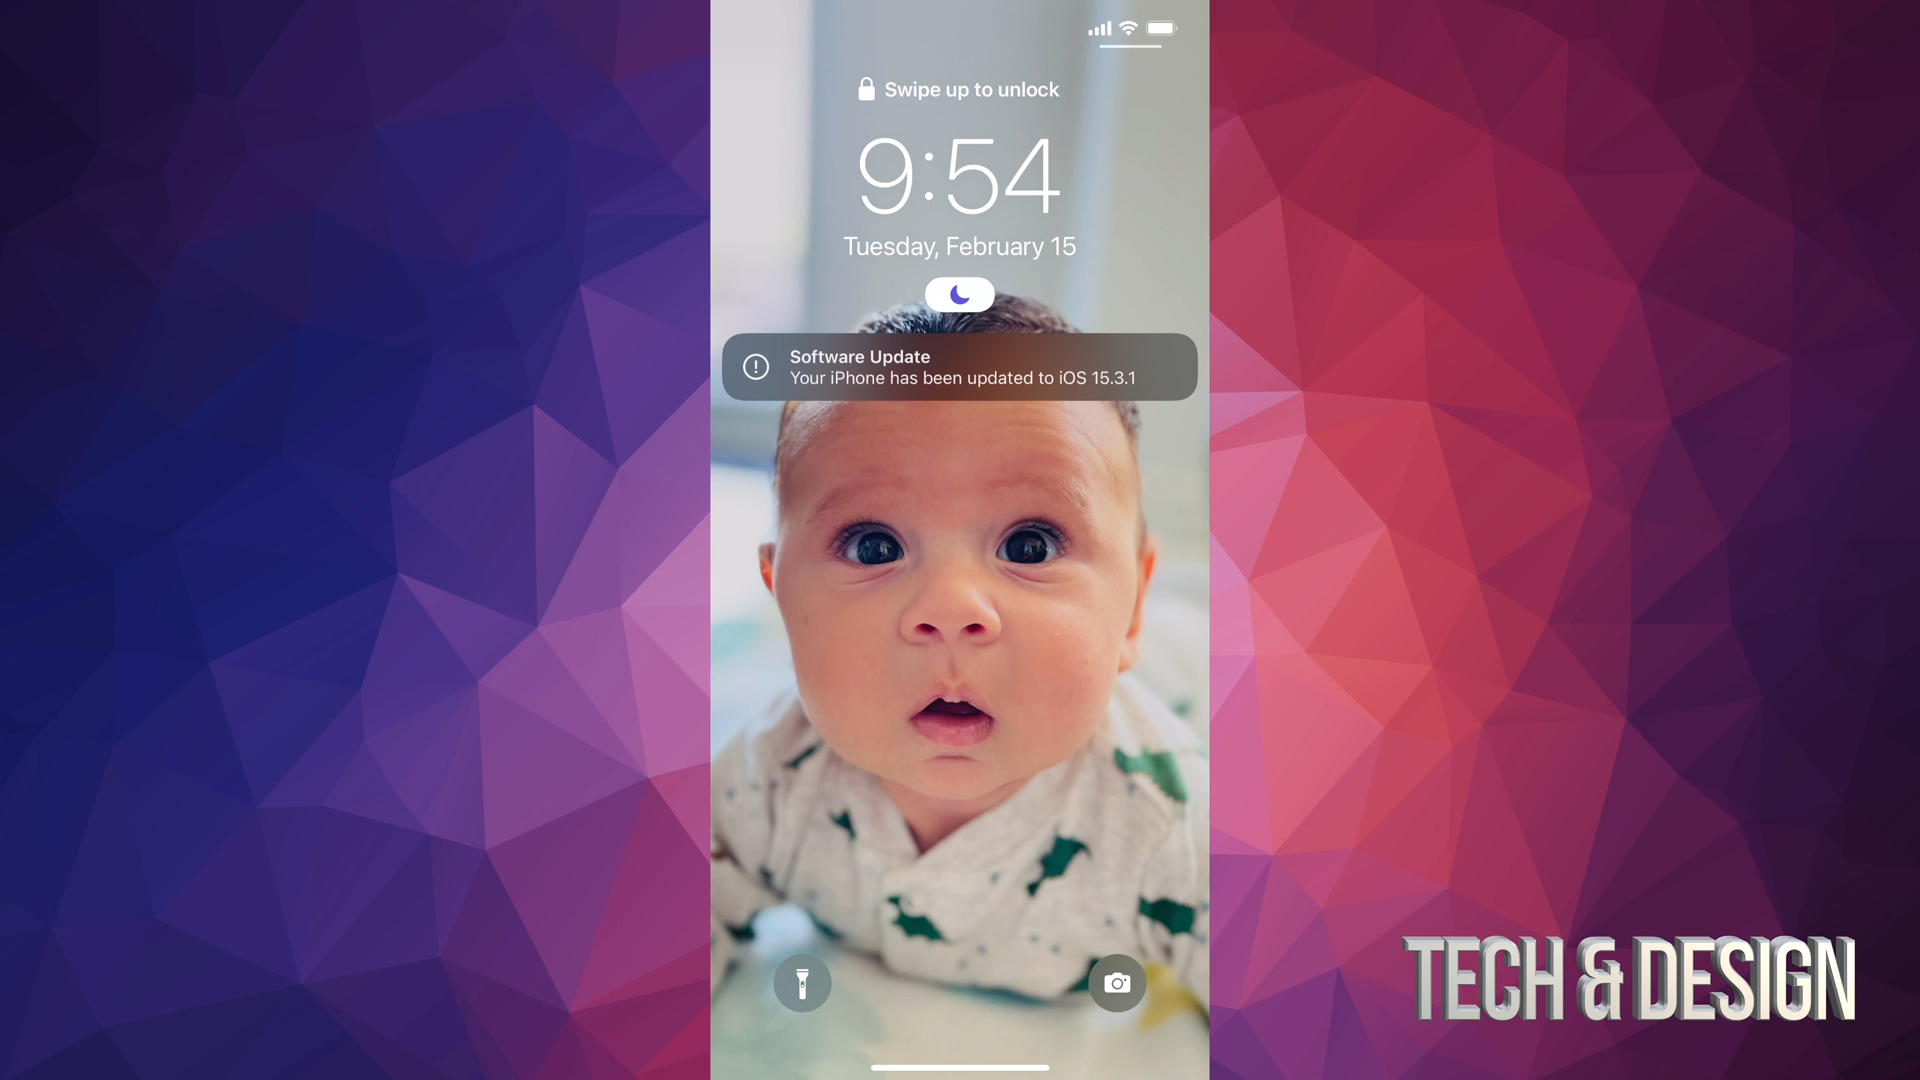 Swipe up to unlock
9:54
Tuesday, February 15
Software Update
Your iPhone has been updated to iOS 15.3.1
TECH & DESIGN